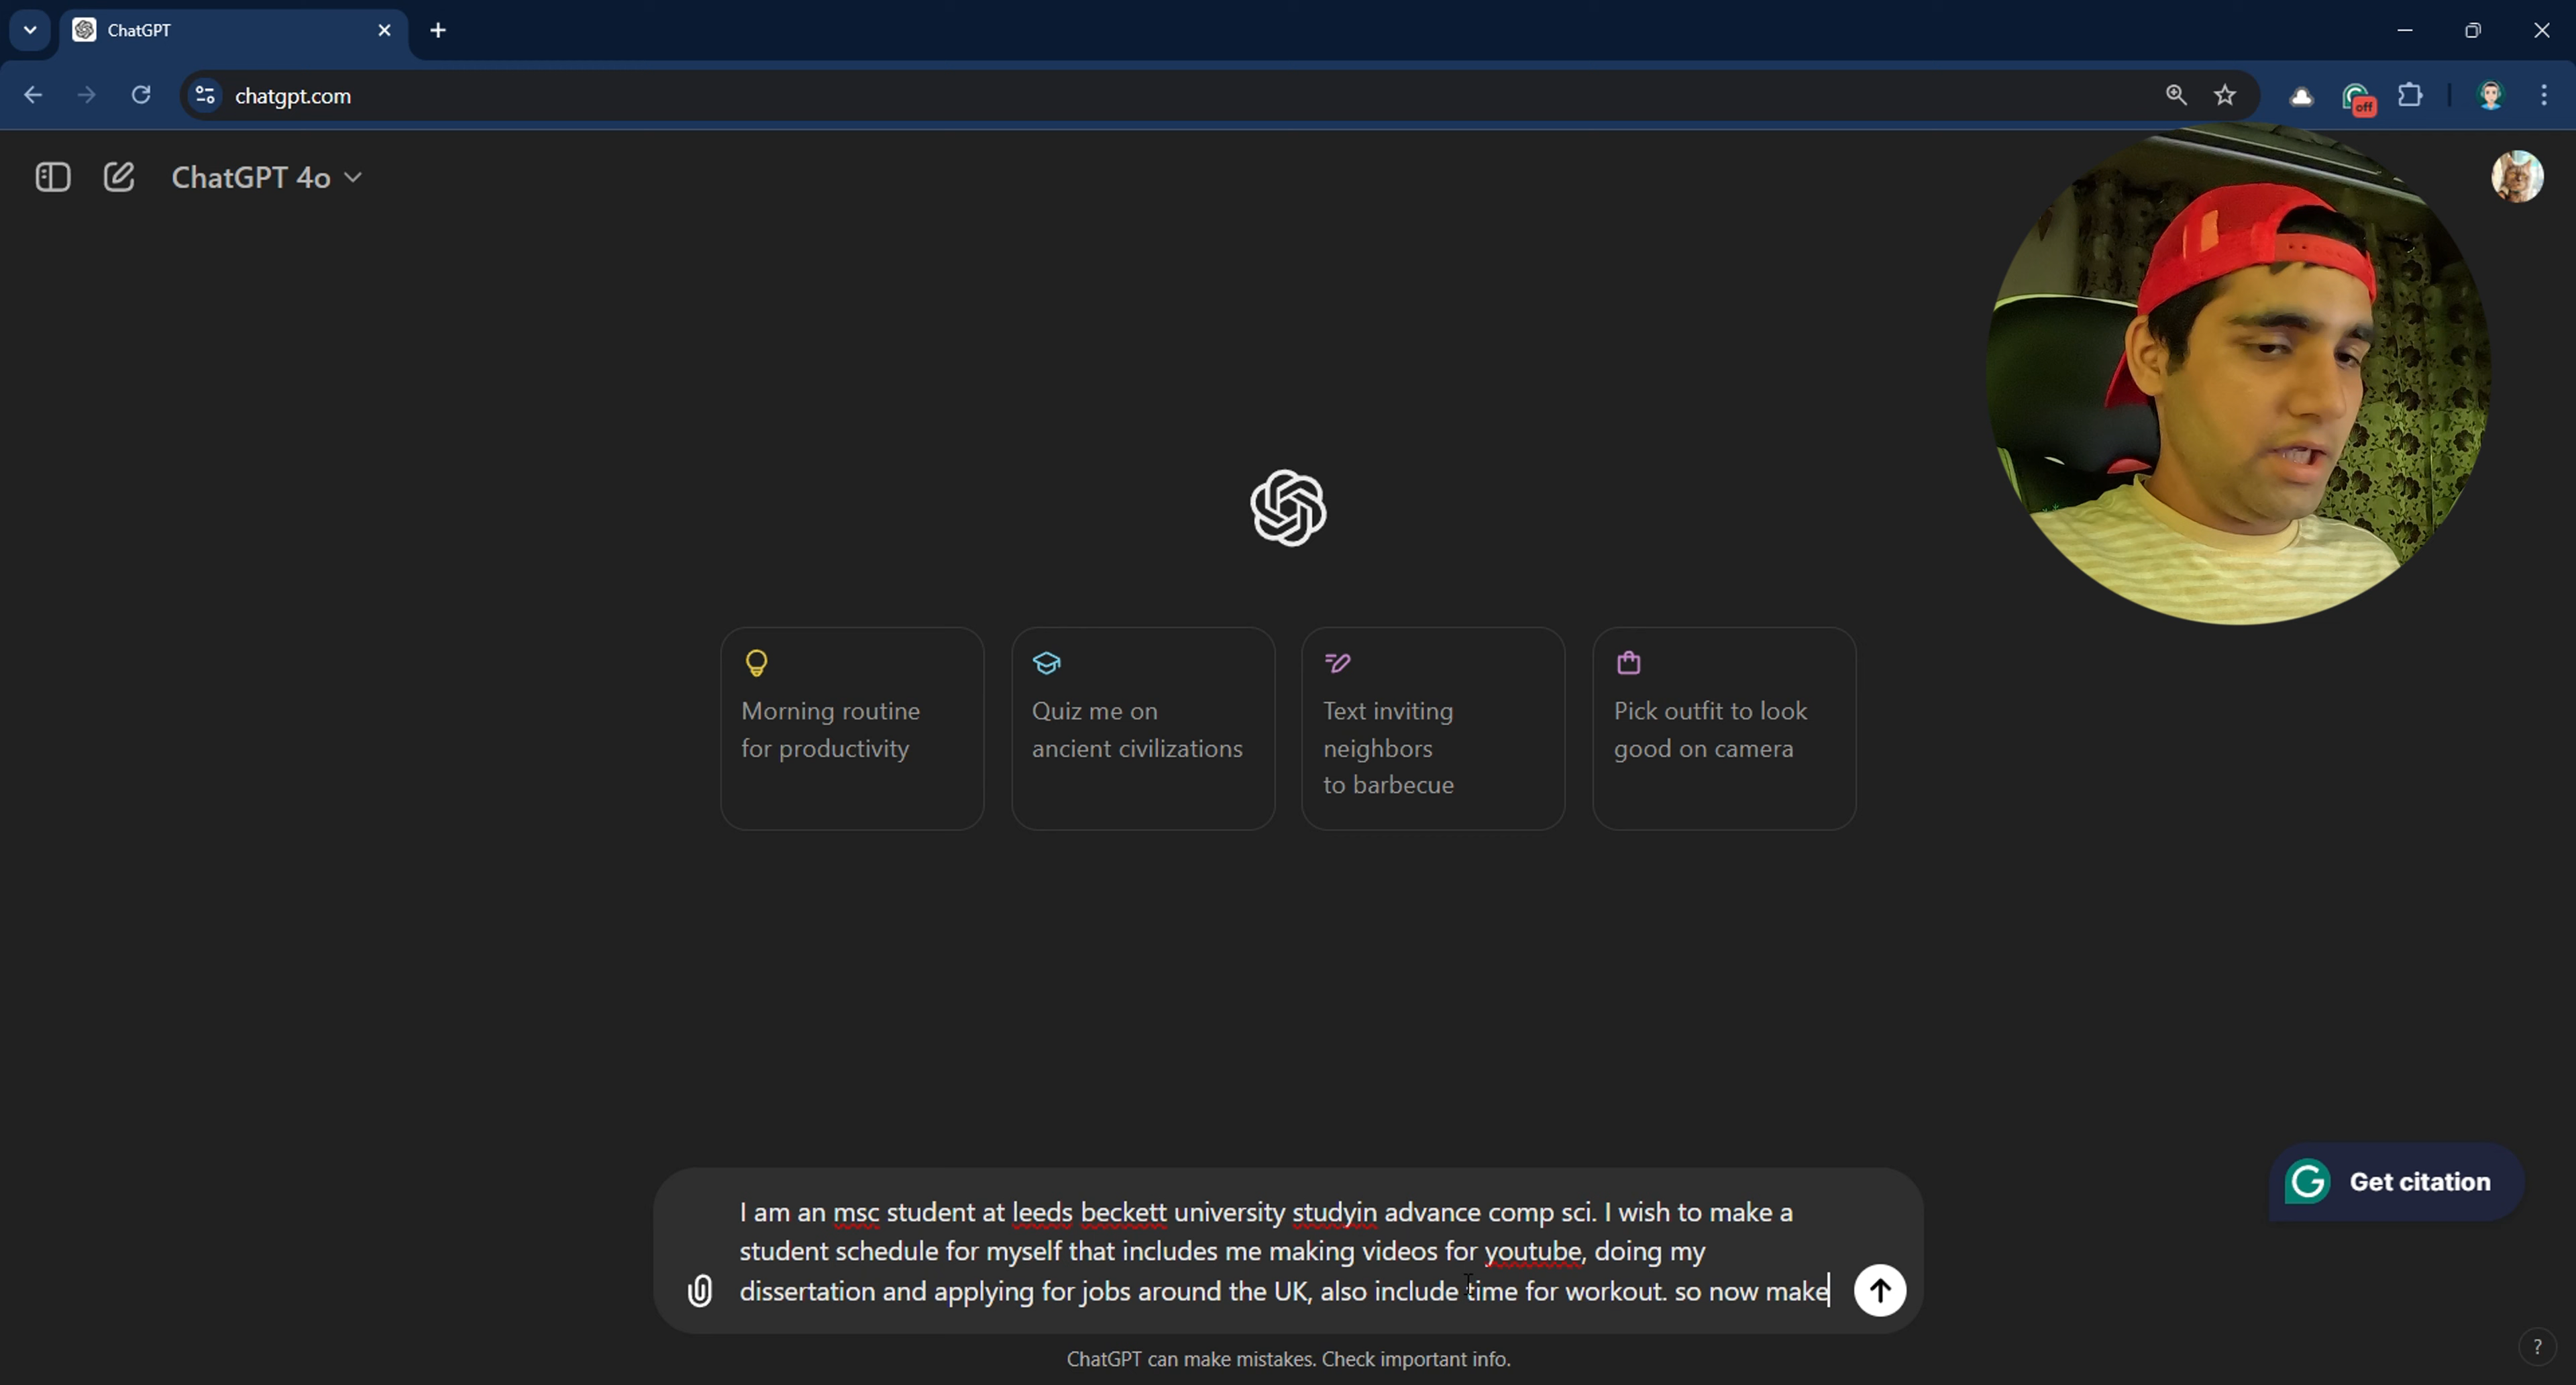 ChatGPT
chatgpt.com
off
ChatGPT 4o
Morning routine
for productivity
Quiz me on
ancient civilizations
Text inviting
neighbors
to barbecue
Pick outfit to look
good on camera
Get citation
I am an msc student at leeds beckett university studyin advance comp sci. I wish to make a
student schedule for myself that includes me making videos for youtube, doing my
dissertation and applying for jobs around the UK, also include time for workout. so now make
ChatGPT can make mistakes. Check important info.
?